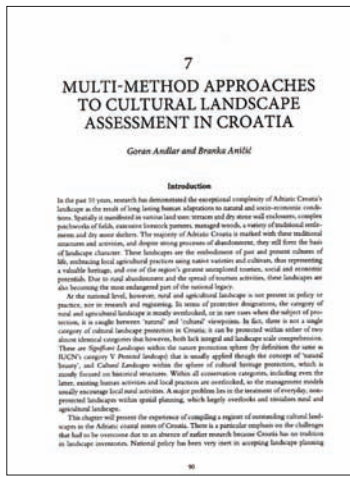 7
MULTI-METHOD APPROACHES
TO CULTURAL LANDSCAPE
ASSESSMENT IN CROATIA
Goran Andlar and Branka Aničić
Introduction
In the past 10 years, research has demonstrated the exceptional complexity of Adriatic Croatia's
landscape as the result of long lasting human adaptations to natural and socio-economic condi-
tions. Spatially it is manifested in various land uses: terraces and dry stone wall enclosures, complex
patchworks of fields, extensive livestock pastures, managed woods, a variety of traditional settle-
ments and dry stone shelters. The majority of Adriatic Croatia is marked with these traditional
structures and activities, and despite strong processes of abandonment, they still form the basis
of landscape character. These landscapes are the embodiment of past and present cultures of
life, embracing local agricultural practices using native varieties and cultivars, thus representing
a valuable heritage, and one of the region's greatest unexplored tourism, social and economic
potentials. Due to rural abandonment and the spread of tourism activities, these landscapes are
also becoming the most endangered part of the national legacy.
At the national level, however, rural and agricultural landscape is not present in policy or
practice, nor in research and registering. In terms of protective designations, the category of
rural and agricultural landscape is mostly overlooked, or in rare cases when the subject of pro-
tection, it is caught between 'natural' and 'cultural' viewpoints. In fact, there is not a single
category of cultural landscape protection in Croatia; it can be protected within either of two
almost identical categories that however, both lack integral and landscape scale comprehension.
These are Significant Landscapes within the nature protection sphere (by definition the same as
IUCN's category V Protected landscape) that is usually applied though the concept of 'natural
beauty', and Cultural Landscapes within the sphere of cultural heritage protection, which is
mostly focused on historical structures. Within all conservation categories, including even the
latter, existing human activities and local practices are overlooked, so the management models
usually encourage local rural activities. A major problem lies in the treatment of everyday, non-
protected landscapes within spatial planning, which largely overlooks and trivializes rural and
agricultural landscape.
This chapter will present the experience of compiling a register of outstanding cultural land-
scapes in the Adriatic coastal zones of Croatia. There is a particular emphasis on the challenges
that had to be overcome due to an absence of earlier research because Croatia has no tradition
in landscape inventories. National policy has been very inert in accepting landscape planning
90